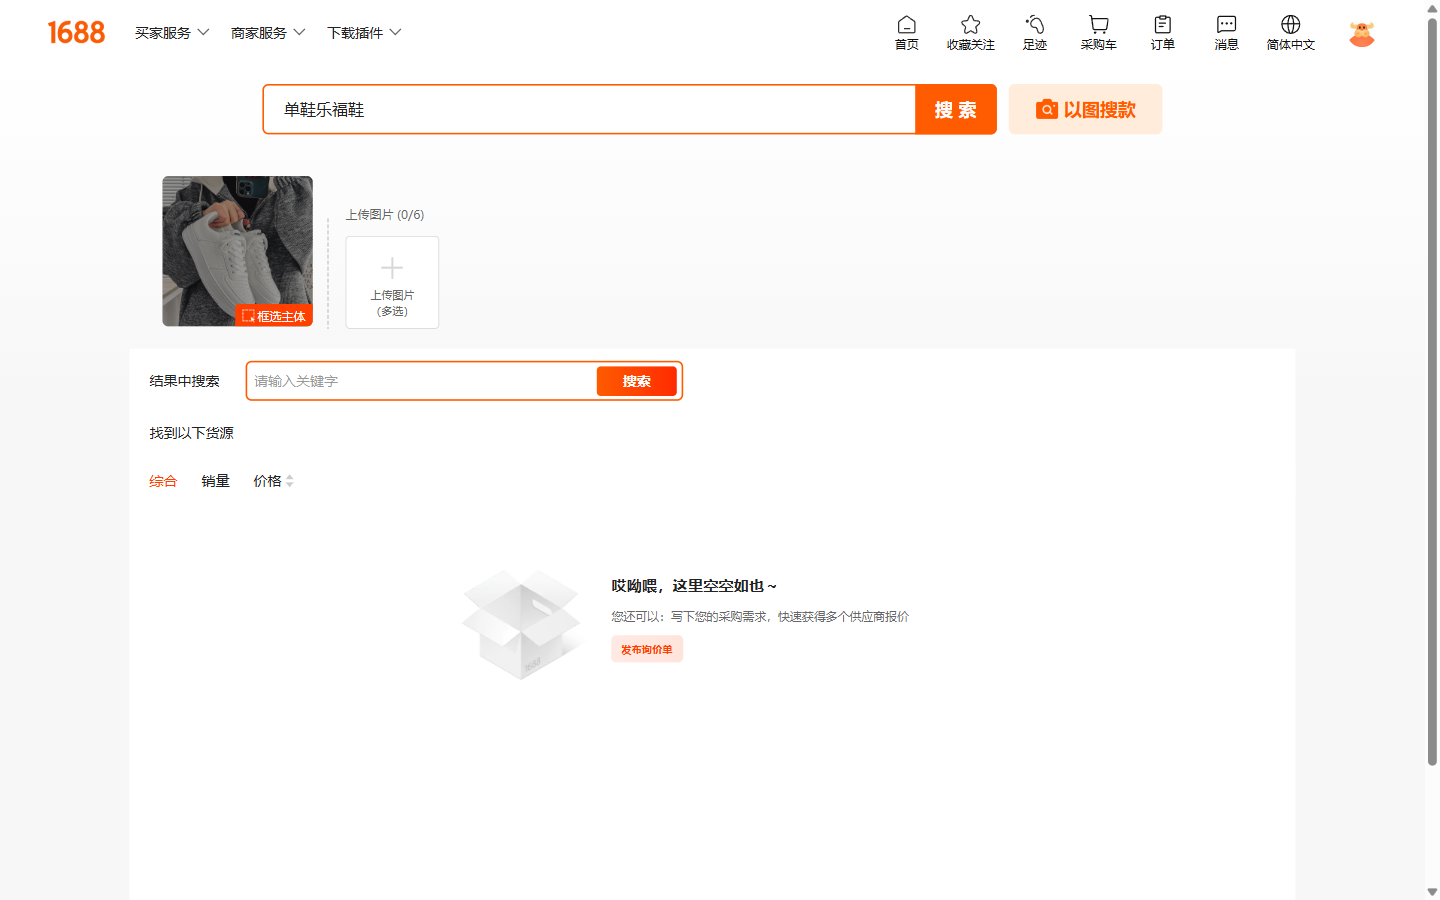 1688
买家服务
商家服务
下载插件
首页
收藏关注
足迹
采购车
订单
消息
简体中文
单鞋乐福鞋
搜 索
以图搜款
框选主体
上传图片 (0/6)
上传图片
(多选)
结果中搜索
请输入关键字
搜索
找到以下货源
综合
销量
价格
哎呦喂，这里空空如也～
您还可以：写下您的采购需求，快速获得多个供应商报价
发布询价单
1688